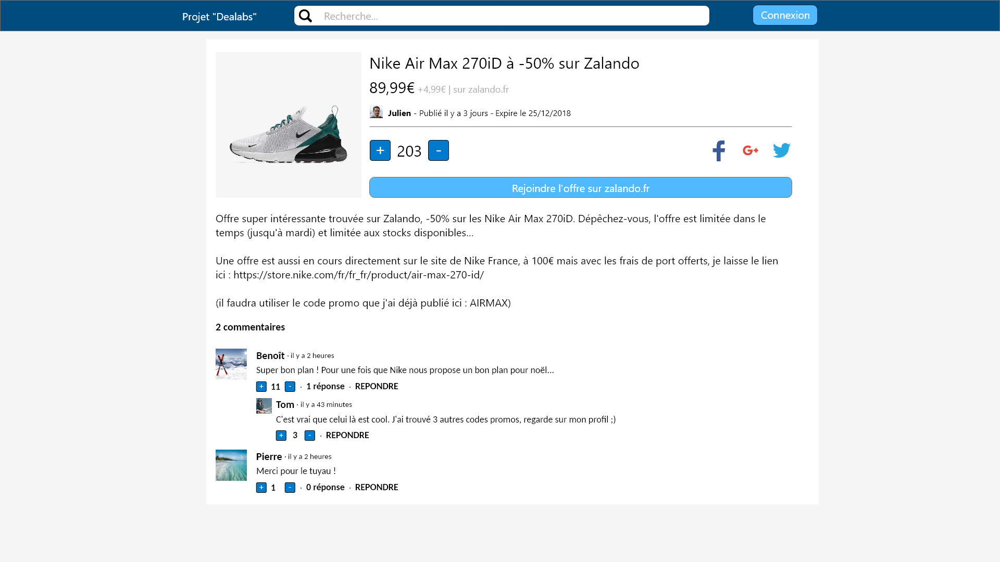 Projet "Dealabs"
Recherche...
Connexion
Nike Air Max 270iD à -50% sur Zalando
89,99€ +4,99€ | sur zalando.fr
Julien - Publié il y a 3 jours - Expire le 25/12/2018
+ 203 -
f G+
Rejoindre l'offre sur zalando.fr
Offre super intéressante trouvée sur Zalando, -50% sur les Nike Air Max 270iD. Dépêchez-vous, l'offre est limitée dans le
temps (jusqu'à mardi) et limitée aux stocks disponibles...
Une offre est aussi en cours directement sur le site de Nike France, à 100€ mais avec les frais de port offerts, je laisse le lien
ici : https://store.nike.com/fr/fr_fr/product/air-max-270-id/
(il faudra utiliser le code promo que j'ai déjà publié ici : AIRMAX)
2 commentaires
Benoît · il y a 2 heures
Super bon plan ! Pour une fois que Nike nous propose un bon plan pour noël...
+ 11 - · 1 réponse · REPONDRE
Tom · il y a 43 minutes
C'est vrai que celui là est cool. J'ai trouvé 3 autres codes promos, regarde sur mon profil ;)
+ 3 - · REPONDRE
Pierre · il y a 2 heures
Merci pour le tuyau !
+ 1 - · 0 réponse · REPONDRE